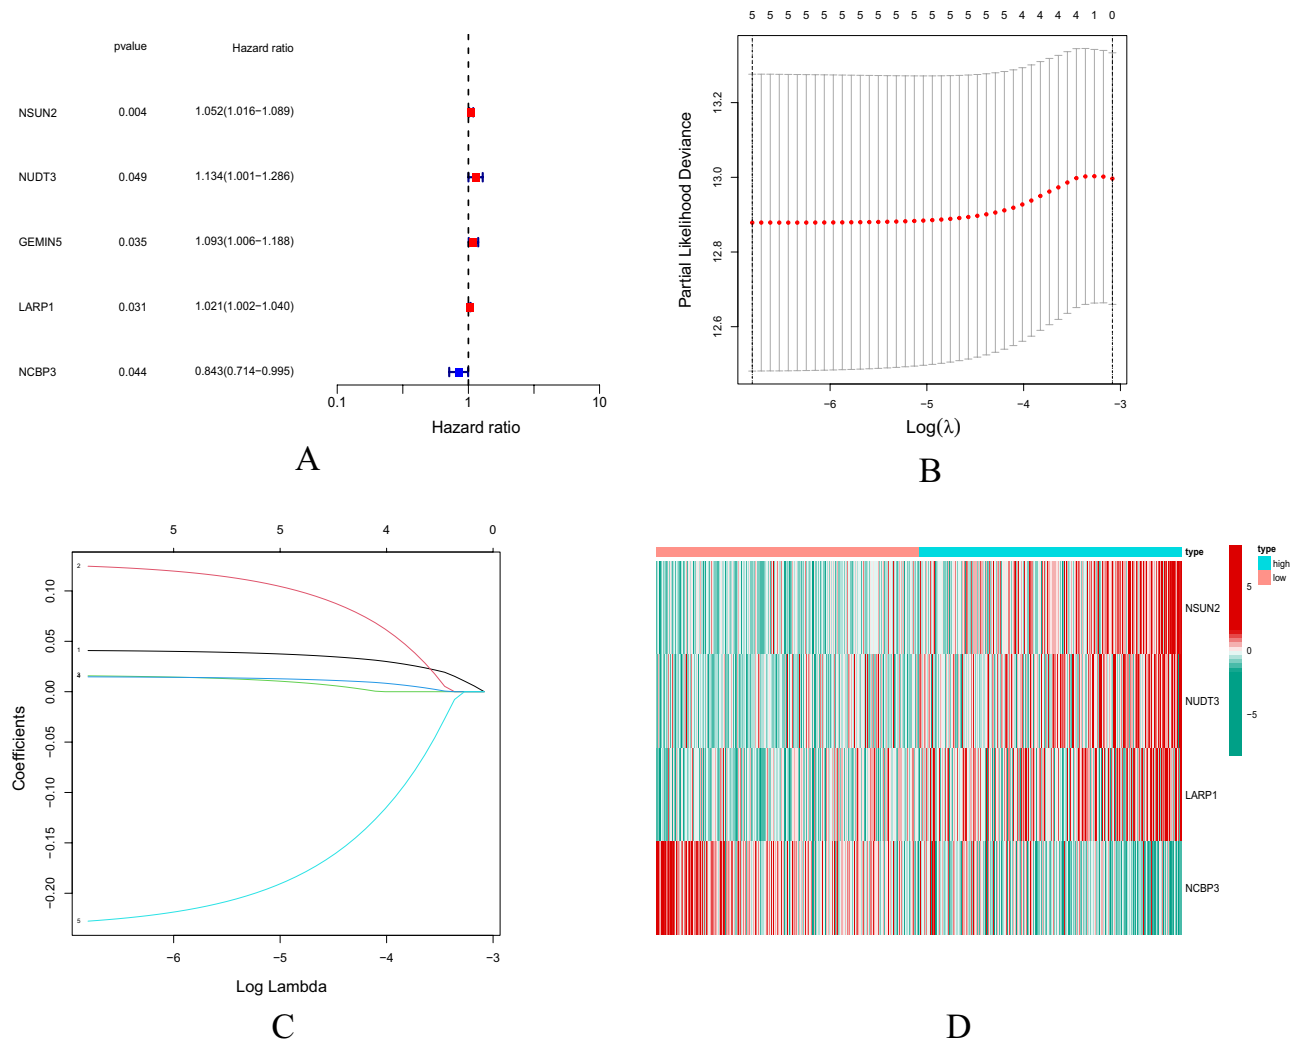 pvalue Hazard ratio
NSUN2 0.004 1.052(1.016−1.089)
NUDT3 0.049 1.134(1.001−1.286)
GEMIN5 0.035 1.093(1.006−1.188)
LARP1 0.031 1.021(1.002−1.040)
NCBP3 0.044 0.843(0.714−0.995)
0.1 1 10
Hazard ratio
A
5 5 5 5 5 5 5 5 5 5 5 5 5 5 5 4 4 4 4 1 0
13.2
13.0
12.8
12.6
Partial Likelihood Deviance
−6 −5 −4 −3
Log(λ)
B
5 5 4 0
0.10
0.05
0.00
−0.05
−0.10
−0.15
−0.20
Coefficients
2
1
5
−6 −5 −4 −3
Log Lambda
C
type
NSUN2
NUDT3
LARP1
NCBP3
5
0
−5
type
high
low
D